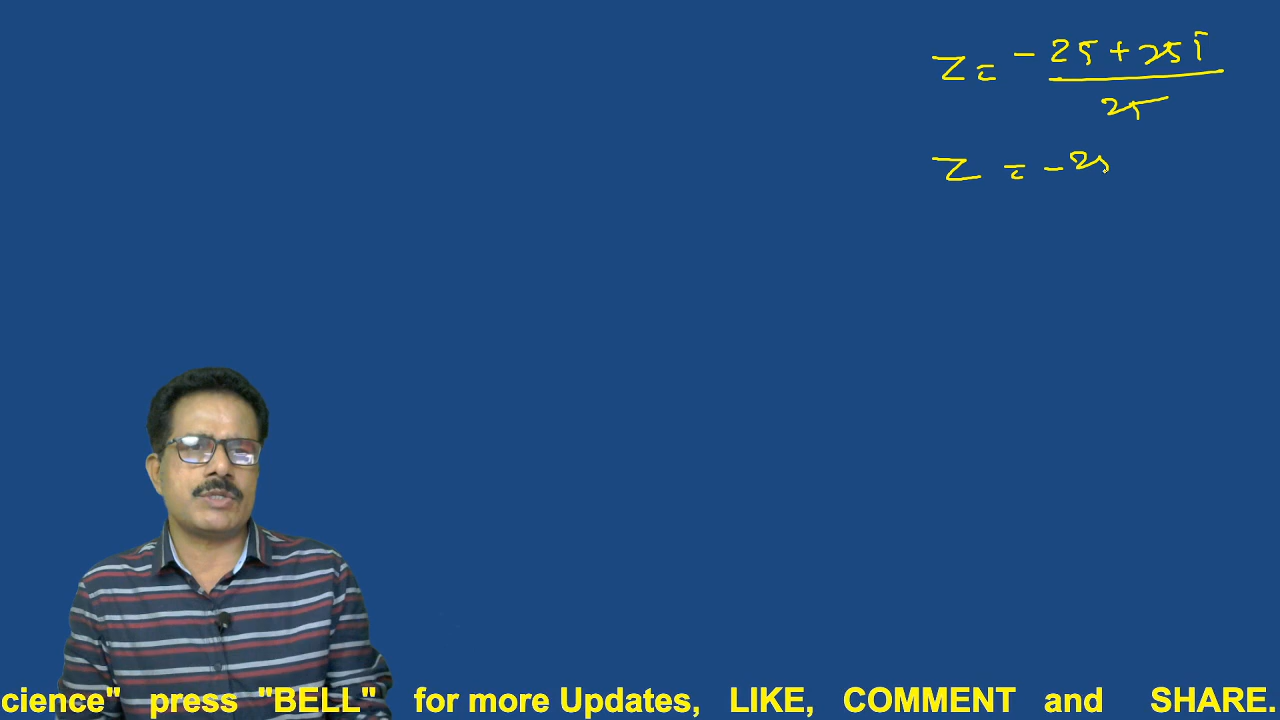 Z = - 25 + 25i
25
Z = - 25
cience" press "BELL" for more Updates, LIKE, COMMENT and SHARE.